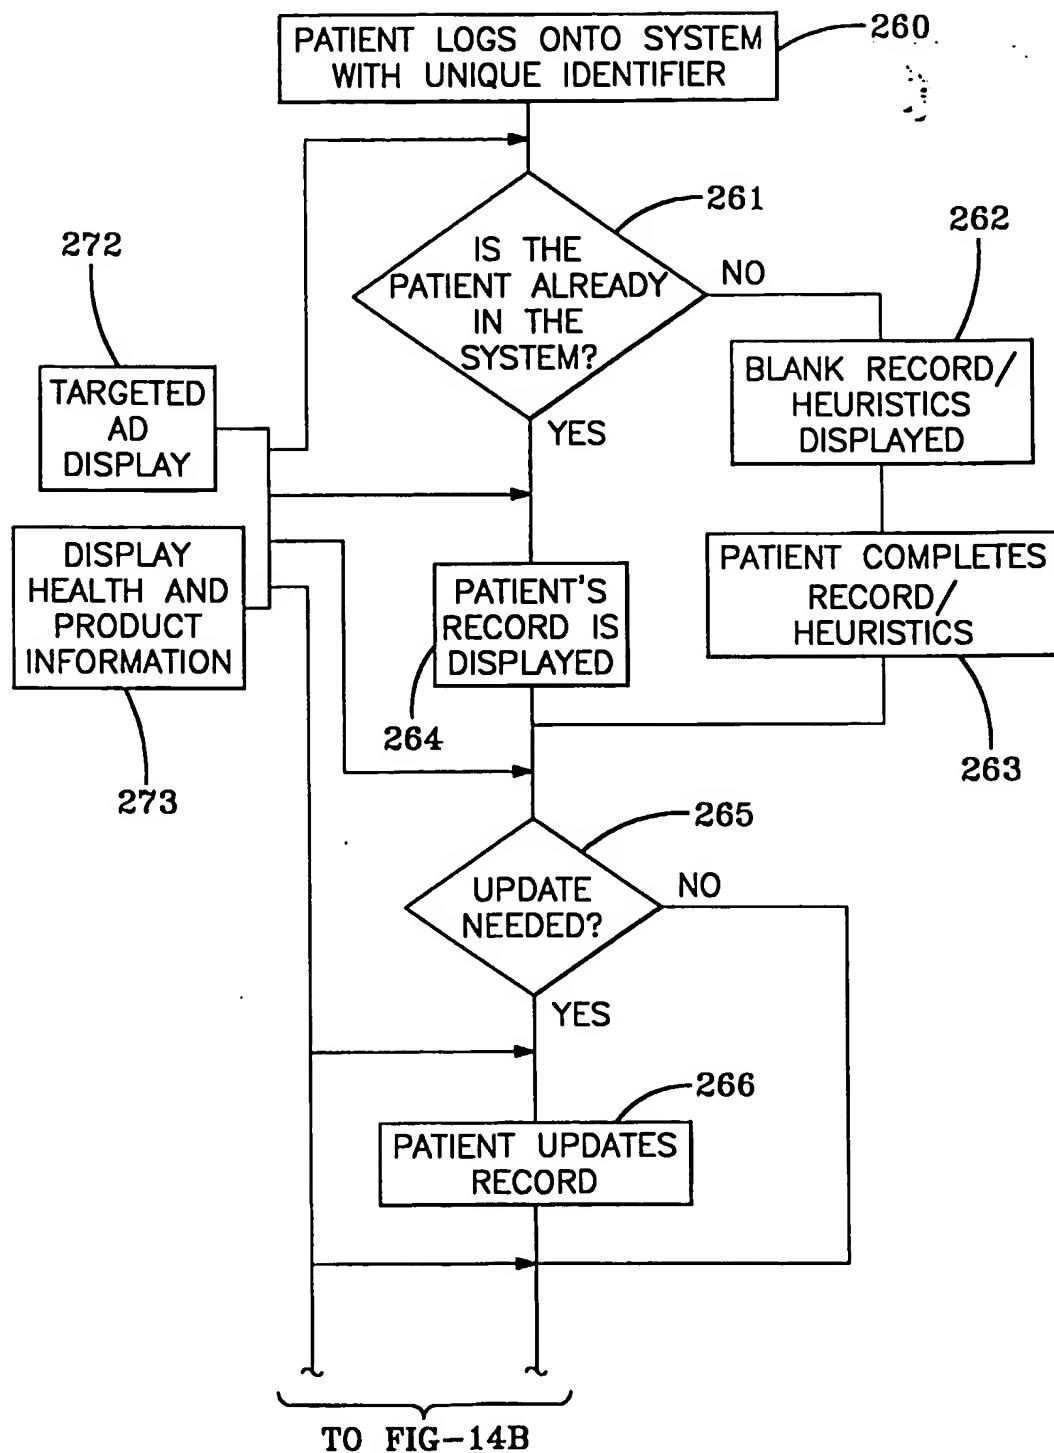 PATIENT LOGS ONTO SYSTEM
WITH UNIQUE IDENTIFIER
260
IS THE
PATIENT ALREADY
IN THE
SYSTEM?
261
NO
YES
262
BLANK RECORD/
HEURISTICS
DISPLAYED
272
TARGETED
AD
DISPLAY
DISPLAY
HEALTH AND
PRODUCT
INFORMATION
273
PATIENT'S
RECORD IS
DISPLAYED
264
PATIENT COMPLETES
RECORD/
HEURISTICS
263
265
UPDATE
NEEDED?
NO
YES
266
PATIENT UPDATES
RECORD
TO FIG-14B